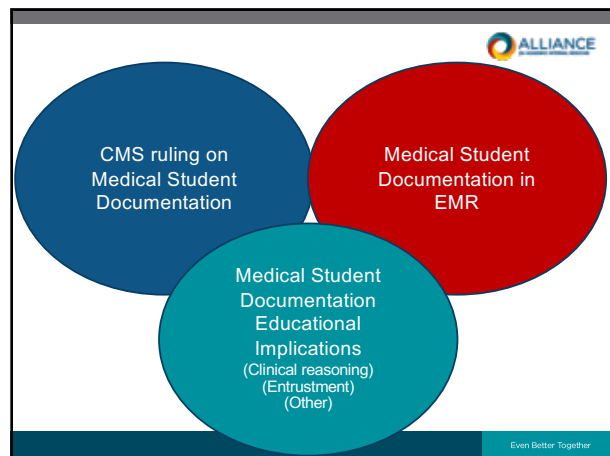 ALLIANCE
CMS ruling on
Medical Student
Documentation
Medical Student
Documentation in
EMR
Medical Student
Documentation
Educational
Implications
(Clinical reasoning)
(Entrustment)
(Other)
Even Better Together